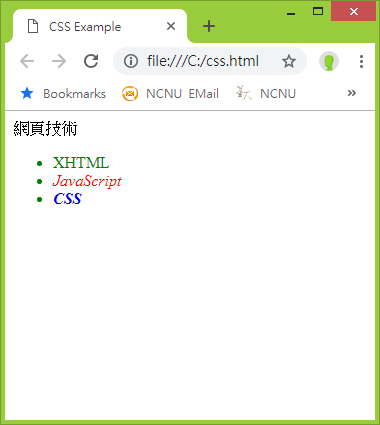 CSS Example
file:///C:/css.html
Bookmarks NCNU EMail NCNU
網頁技術
XHTML
JavaScript
CSS